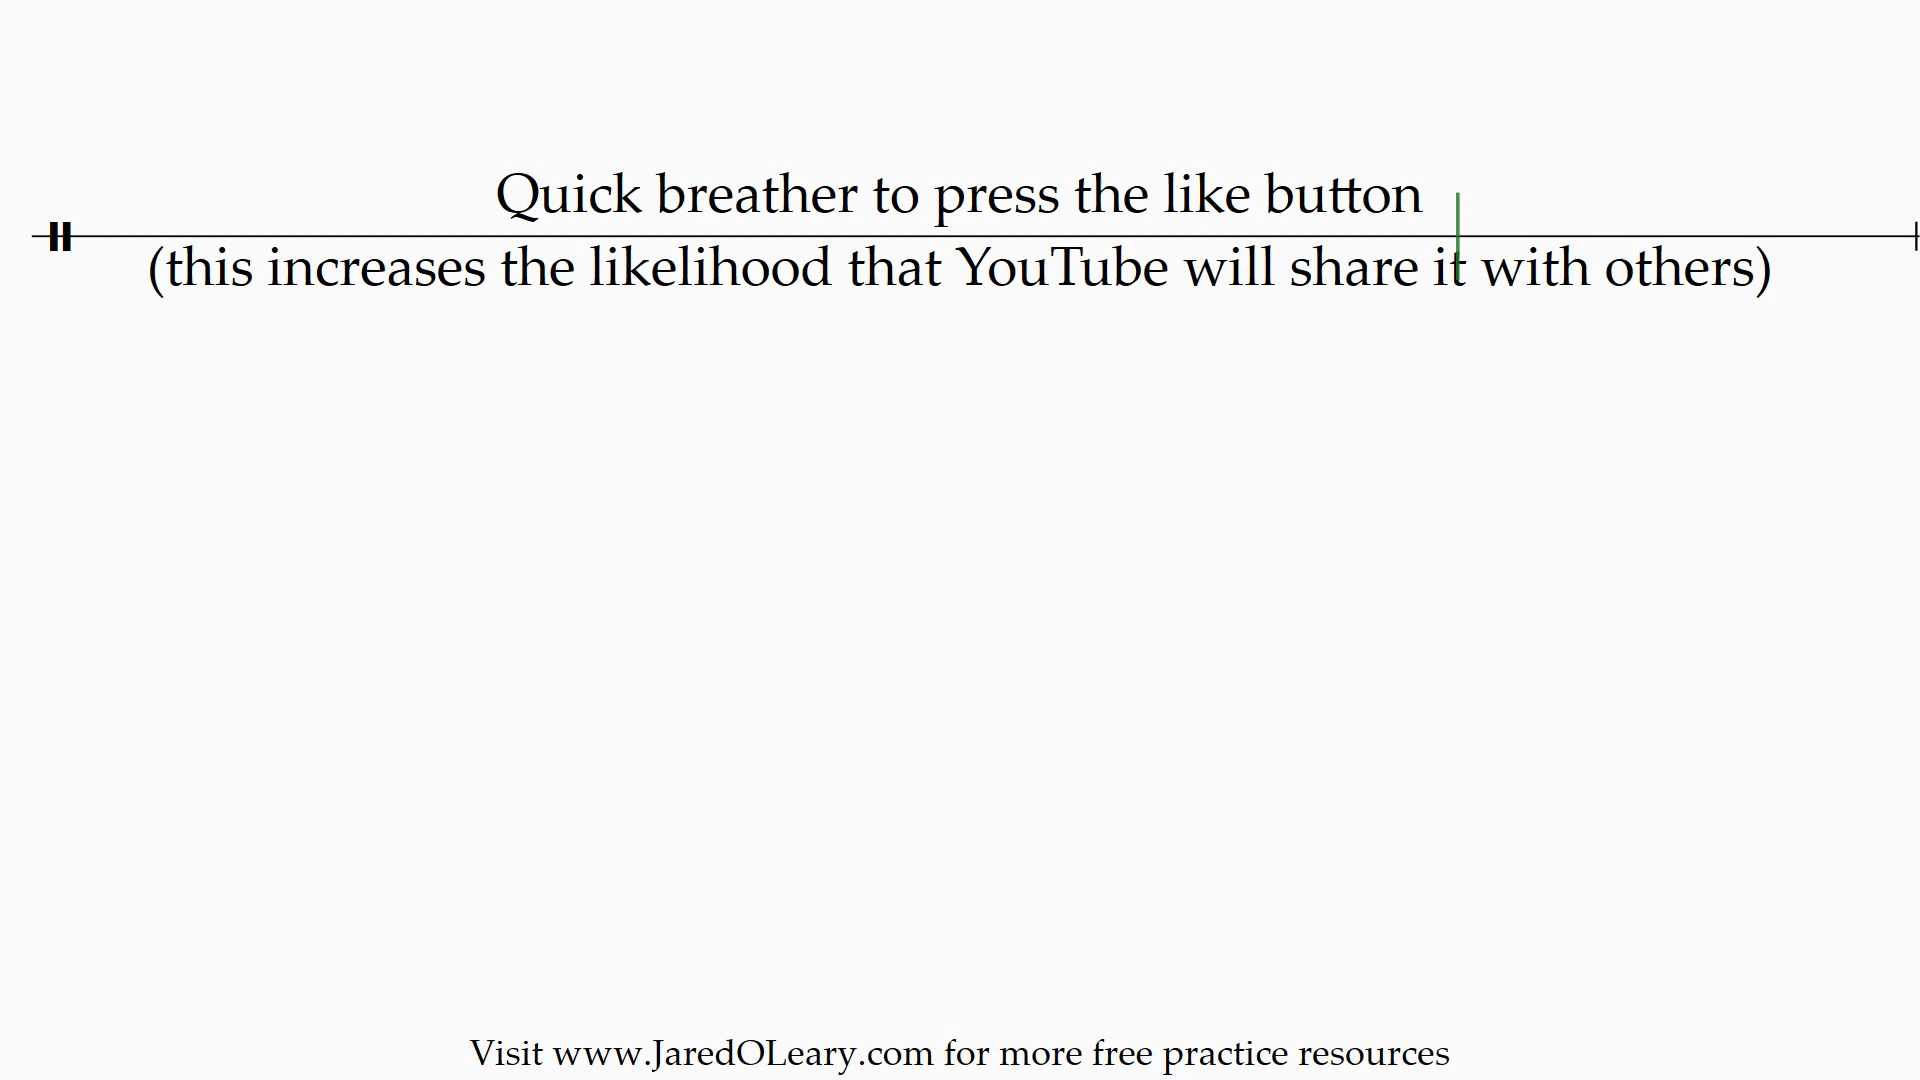 Quick breather to press the like button
(this increases the likelihood that YouTube will share it with others)
Visit www.JaredOLeary.com for more free practice resources